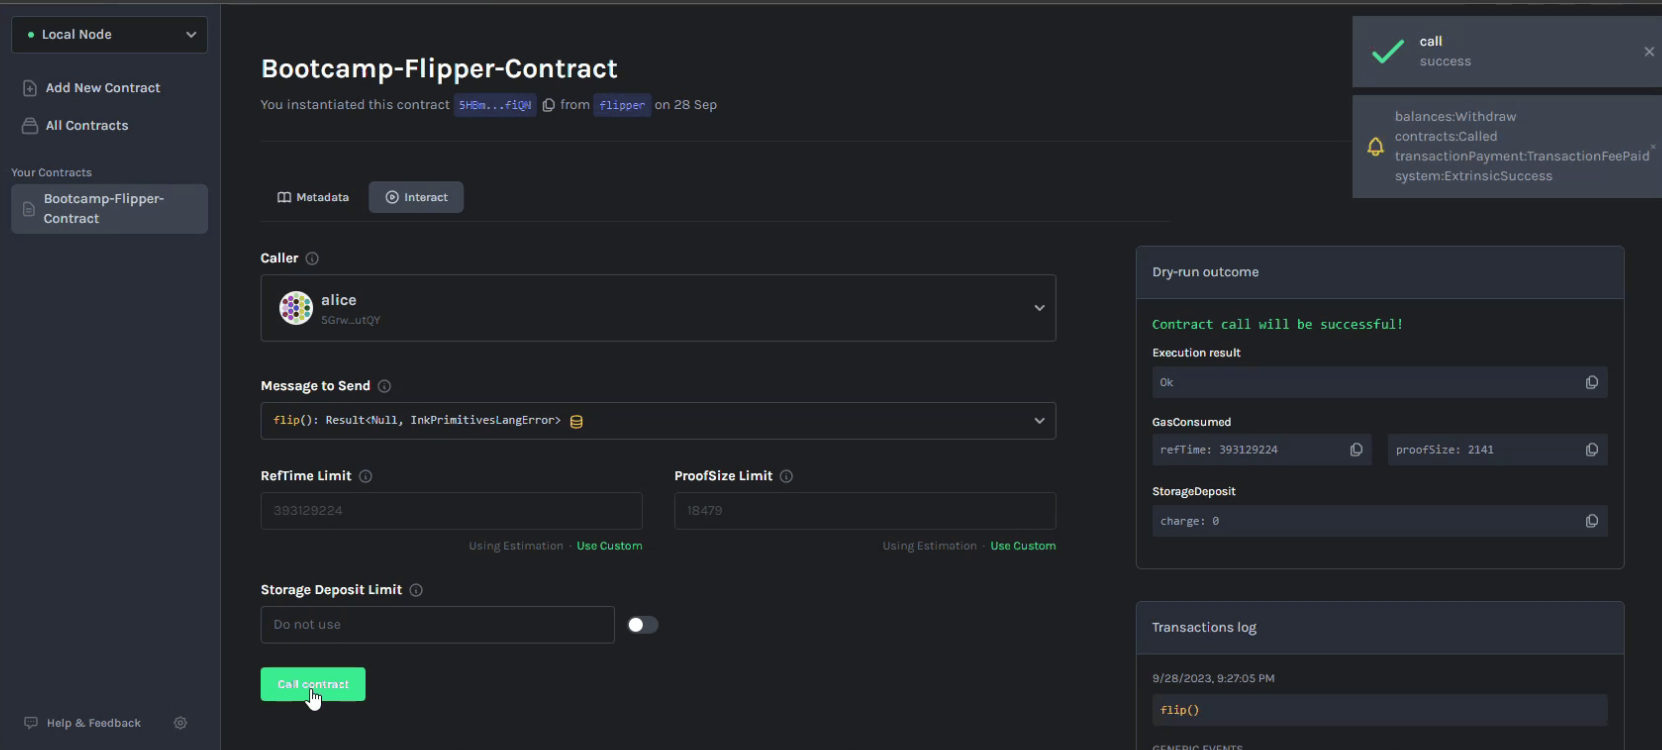 Local Node
Add New Contract
All Contracts
Your Contracts
Bootcamp-Flipper-
Contract
Help & Feedback
Bootcamp-Flipper-Contract
You instantiated this contract 5HBm...fiQN from flipper on 28 Sep
Metadata
Interact
Caller
alice
5Grw...utQY
Message to Send
flip(): Result<Null, InkPrimitivesLangError>
RefTime Limit
ProofSize Limit
393129224
18479
Using Estimation · Use Custom
Using Estimation · Use Custom
Storage Deposit Limit
Do not use
Call contract
call
success
balances:Withdraw
contracts:Called
transactionPayment:TransactionFeePaid
system:ExtrinsicSuccess
Dry-run outcome
Contract call will be successful!
Execution result
Ok
GasConsumed
refTime: 393129224
proofSize: 2141
StorageDeposit
charge: 0
Transactions log
9/28/2023, 9:27:05 PM
flip()
GENERIC EVENTS